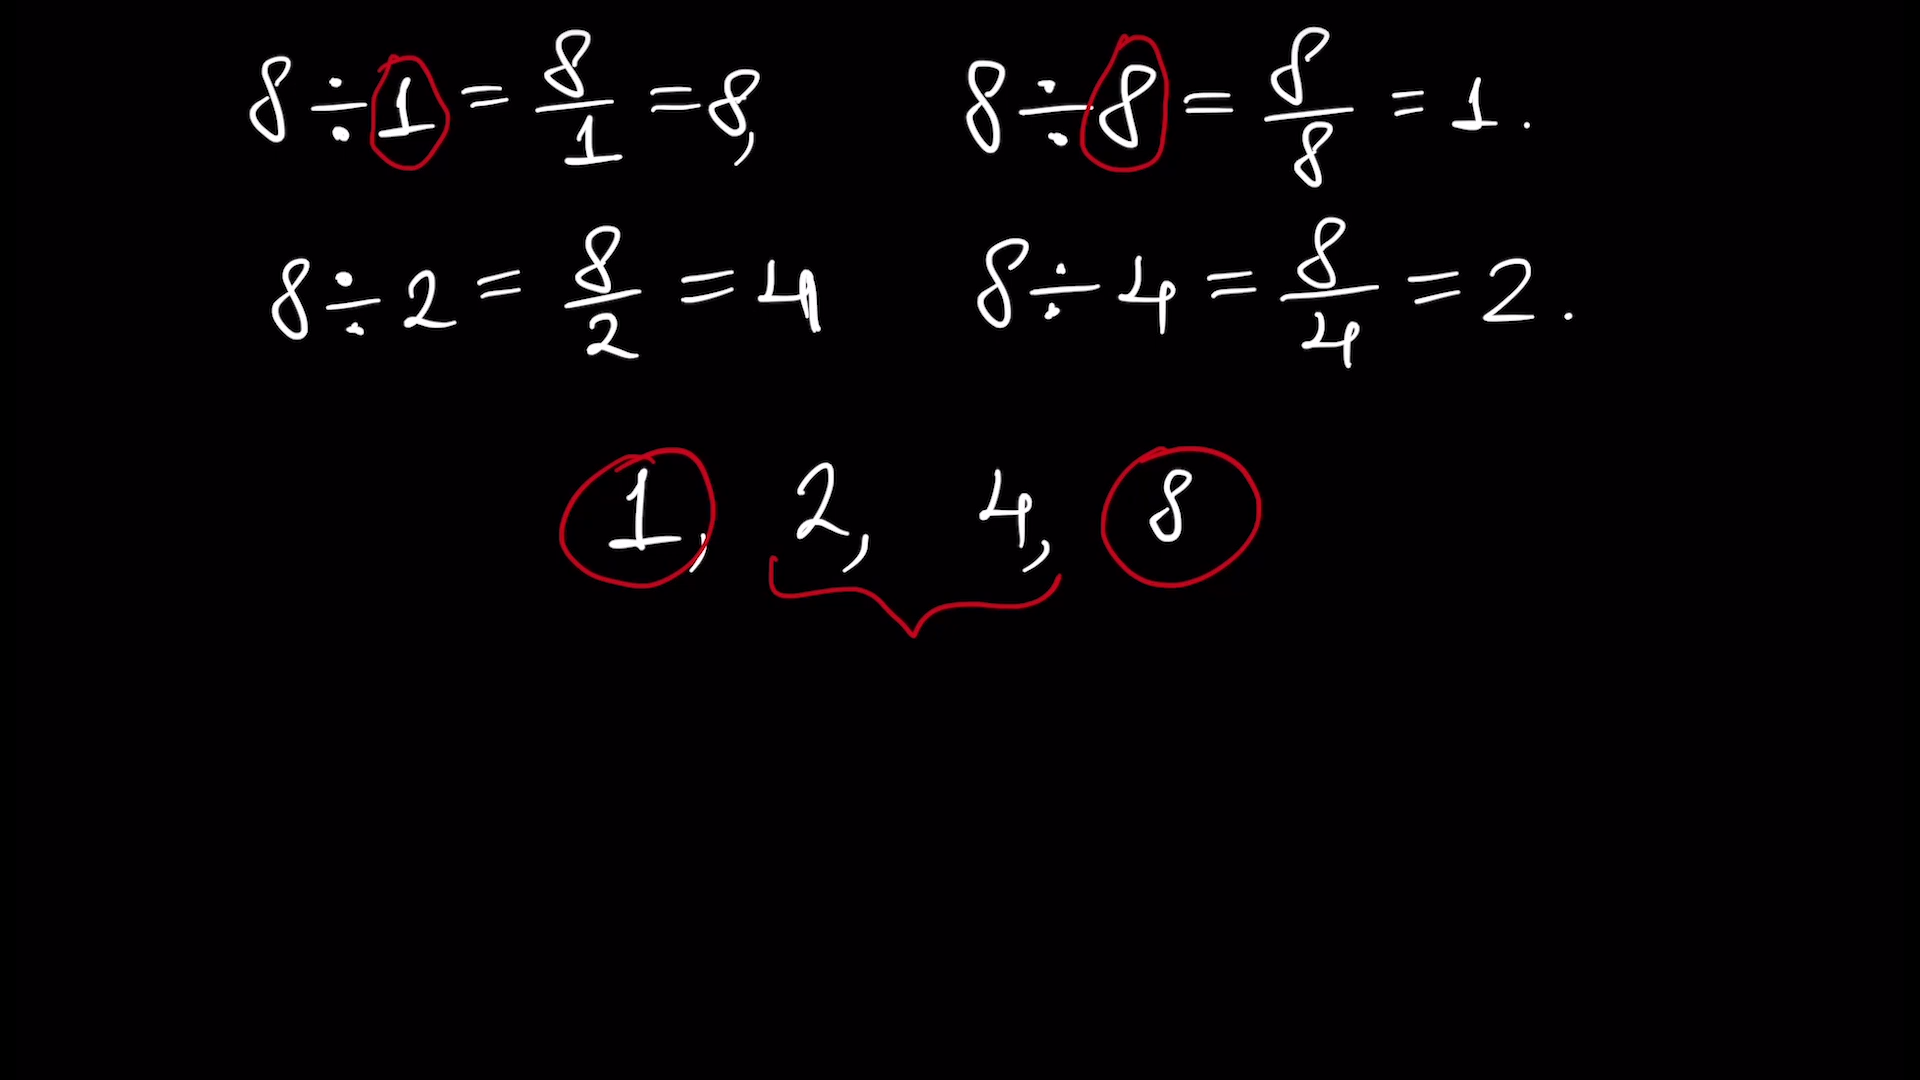 8 ÷ 1 = 8/1 = 8, 8 ÷ 8 = 8/8 = 1.
8 ÷ 2 = 8/2 = 4 8 ÷ 4 = 8/4 = 2.
1, 2, 4, 8